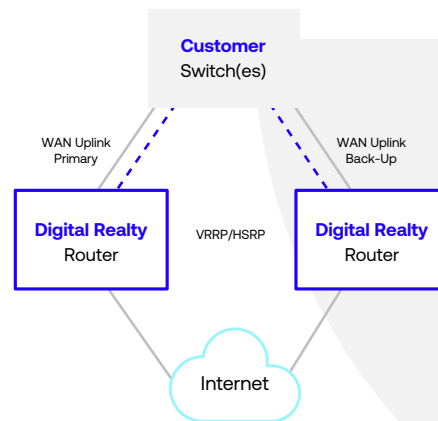 Customer
Switch(es)
WAN Uplink
Primary
WAN Uplink
Back-Up
Digital Realty
Router
VRRP/HSRP
Digital Realty
Router
Internet